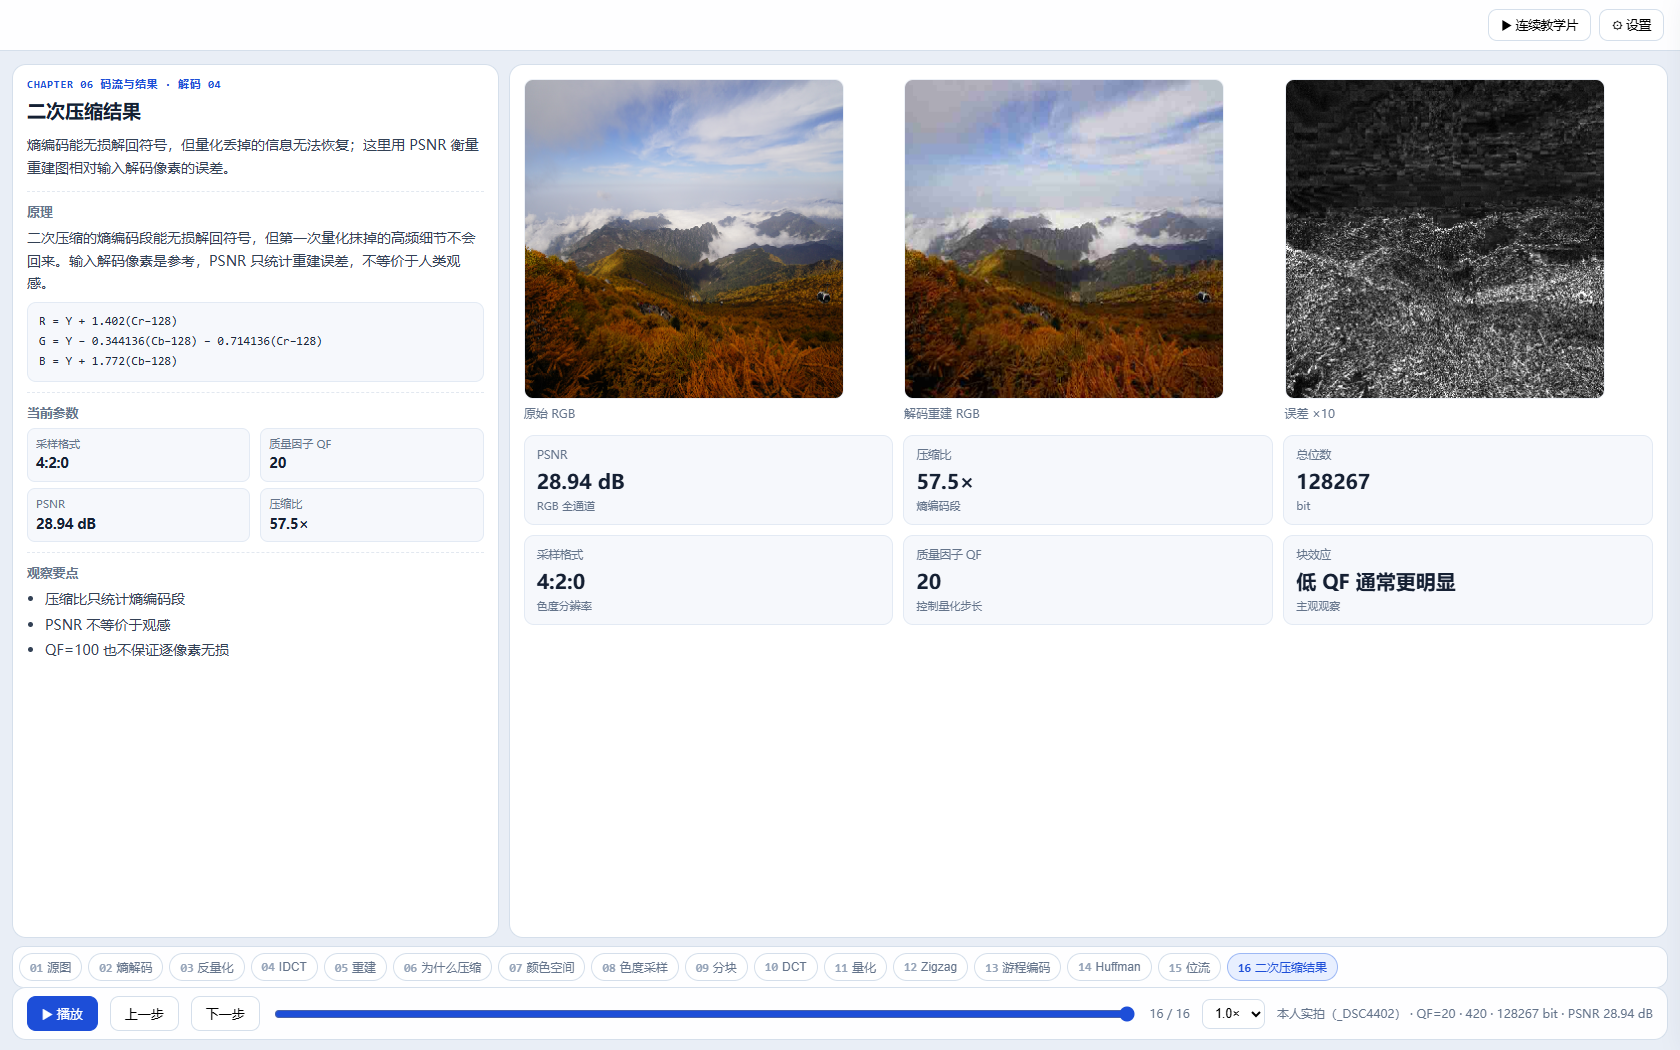 ▶ 连续教学片
⚙ 设置
CHAPTER 06 码流与结果 · 解码 04
二次压缩结果
熵编码能无损解回符号，但量化丢掉的信息无法恢复；这里用 PSNR 衡量
重建图相对输入解码像素的误差。
原理
二次压缩的熵编码段能无损解回符号，但第一次量化抹掉的高频细节不会
回来。输入解码像素是参考，PSNR 只统计重建误差，不等价于人类观
感。
R = Y + 1.402(Cr−128)
G = Y − 0.344136(Cb−128) − 0.714136(Cr−128)
B = Y + 1.772(Cb−128)
当前参数
采样格式
4:2:0
质量因子 QF
20
PSNR
28.94 dB
压缩比
57.5×
观察要点
• 压缩比只统计熵编码段
• PSNR 不等价于观感
• QF=100 也不保证逐像素无损
原始 RGB
解码重建 RGB
误差 ×10
PSNR
28.94 dB
RGB 全通道
压缩比
57.5×
熵编码段
总位数
128267
bit
采样格式
4:2:0
色度分辨率
质量因子 QF
20
控制量化步长
块效应
低 QF 通常更明显
主观观察
01 源图
02 熵解码
03 反量化
04 IDCT
05 重建
06 为什么压缩
07 颜色空间
08 色度采样
09 分块
10 DCT
11 量化
12 Zigzag
13 游程编码
14 Huffman
15 位流
16 二次压缩结果
▶ 播放
上一步
下一步
16 / 16
1.0×
本人实拍（_DSC4402） · QF=20 · 420 · 128267 bit · PSNR 28.94 dB